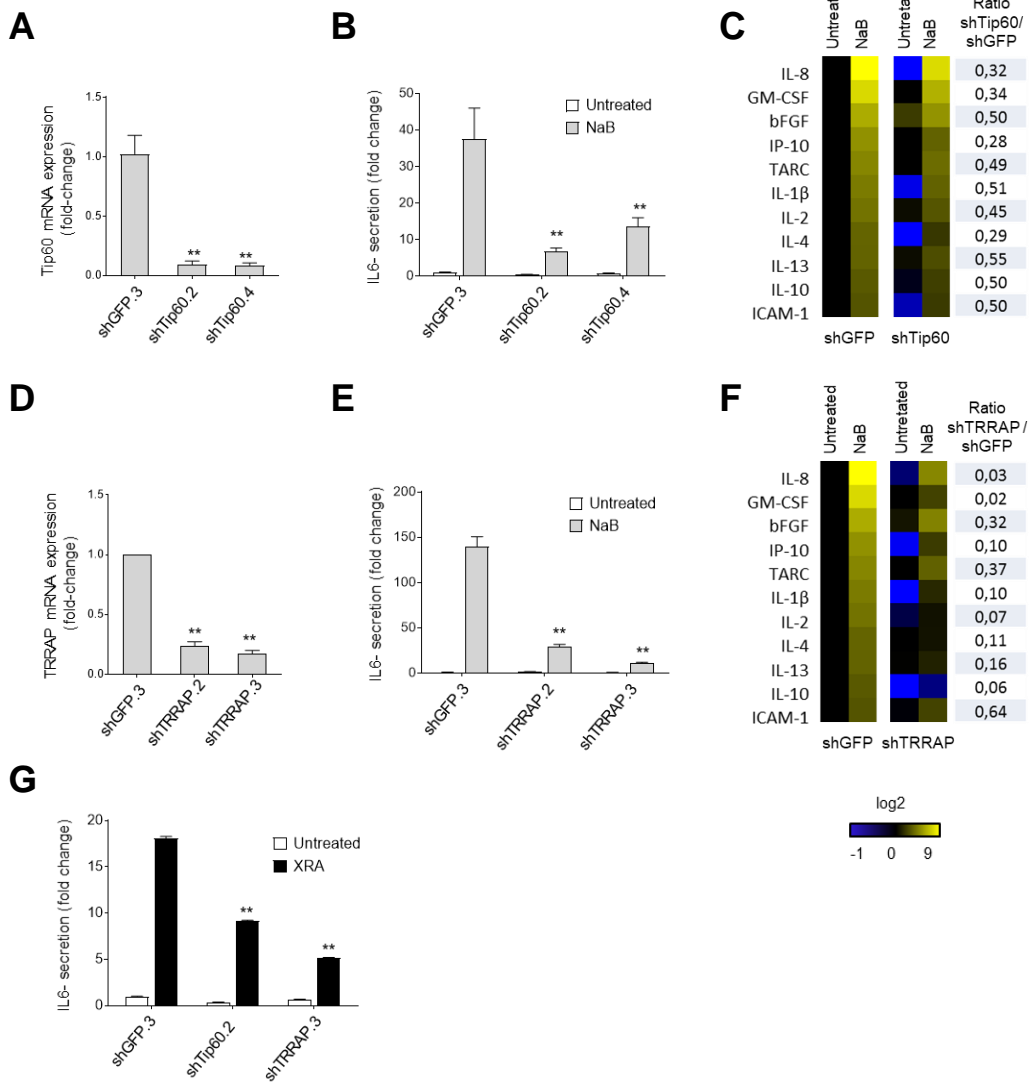 A
Tip60 mRNA expression
(fold-change)
1.5
1.0
0.5
0.0
**
**
shGFP.3
shTip60.2
shTip60.4
B
IL6- secretion (fold change)
50
40
30
20
10
0
Untreated
NaB
**
**
shGFP.3
shTip60.2
shTip60.4
C
Untreated
NaB
Untretated
NaB
Ratio
shTip60/
shGFP
IL-8
0,32
GM-CSF
0,34
bFGF
0,50
IP-10
0,28
TARC
0,49
IL-1β
0,51
IL-2
0,45
IL-4
0,29
IL-13
0,55
IL-10
0,50
ICAM-1
0,50
shGFP
shTip60
D
TRRAP mRNA expression
(fold-change)
1.5
1.0
0.5
0.0
**
**
shGFP.3
shTRRAP.2
shTRRAP.3
E
IL6- secretion (fold change)
200
150
100
50
0
Untreated
NaB
**
**
shGFP.3
shTRRAP.2
shTRRAP.3
F
Untreated
NaB
Untretated
NaB
Ratio
shTRRAP /
shGFP
IL-8
0,03
GM-CSF
0,02
bFGF
0,32
IP-10
0,10
TARC
0,37
IL-1β
0,10
IL-2
0,07
IL-4
0,11
IL-13
0,16
IL-10
0,06
ICAM-1
0,64
shGFP
shTRRAP
log2
-1 0 9
G
IL6- secretion (fold change)
20
15
10
5
0
Untreated
XRA
**
**
shGFP.3
shTip60.2
shTRRAP.3